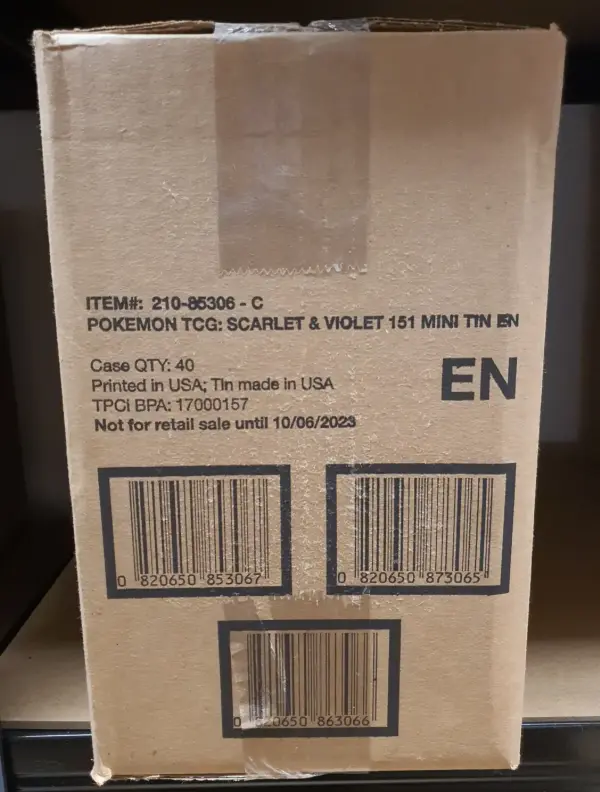 ITEM#: 210-85306 - C
POKEMON TCG: SCARLET & VIOLET 151 MINI TIN EN
Case QTY: 40
Printed in USA; Tin made in USA
TPCi BPA: 17000157
Not for retail sale until 10/06/2023
EN
0 820650 853067
0 820650 873065
0 820650 863066